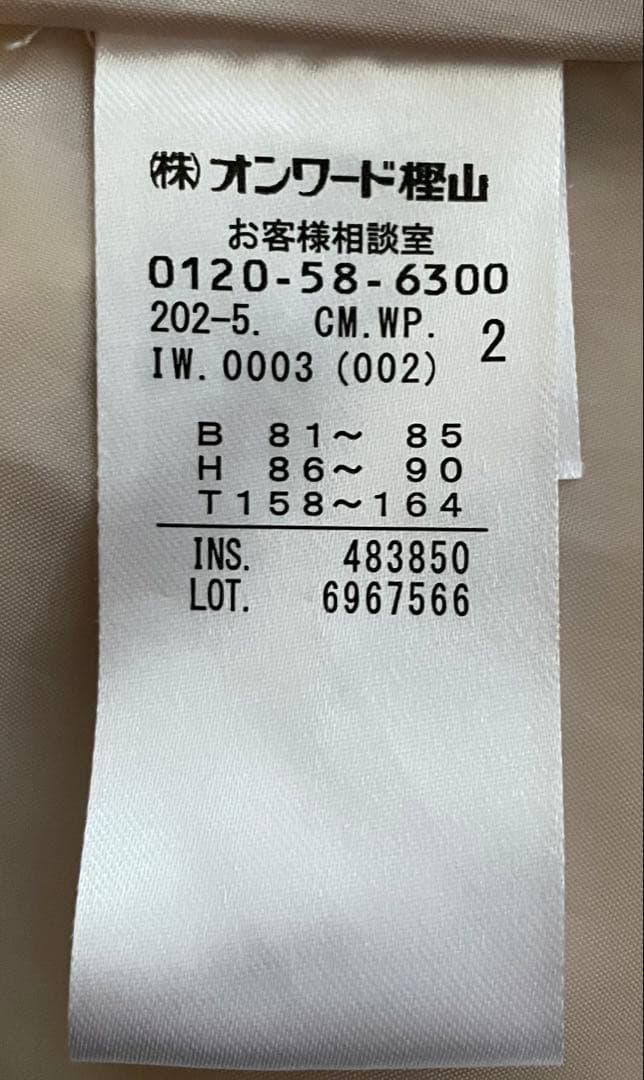 ㈱オンワード樫山
お客様相談室
0120-58-6300
202-5. CM.WP. 2
IW.0003 (002)
B 81～ 85
H 86～ 90
T158～164
INS. 483850
LOT. 6967566